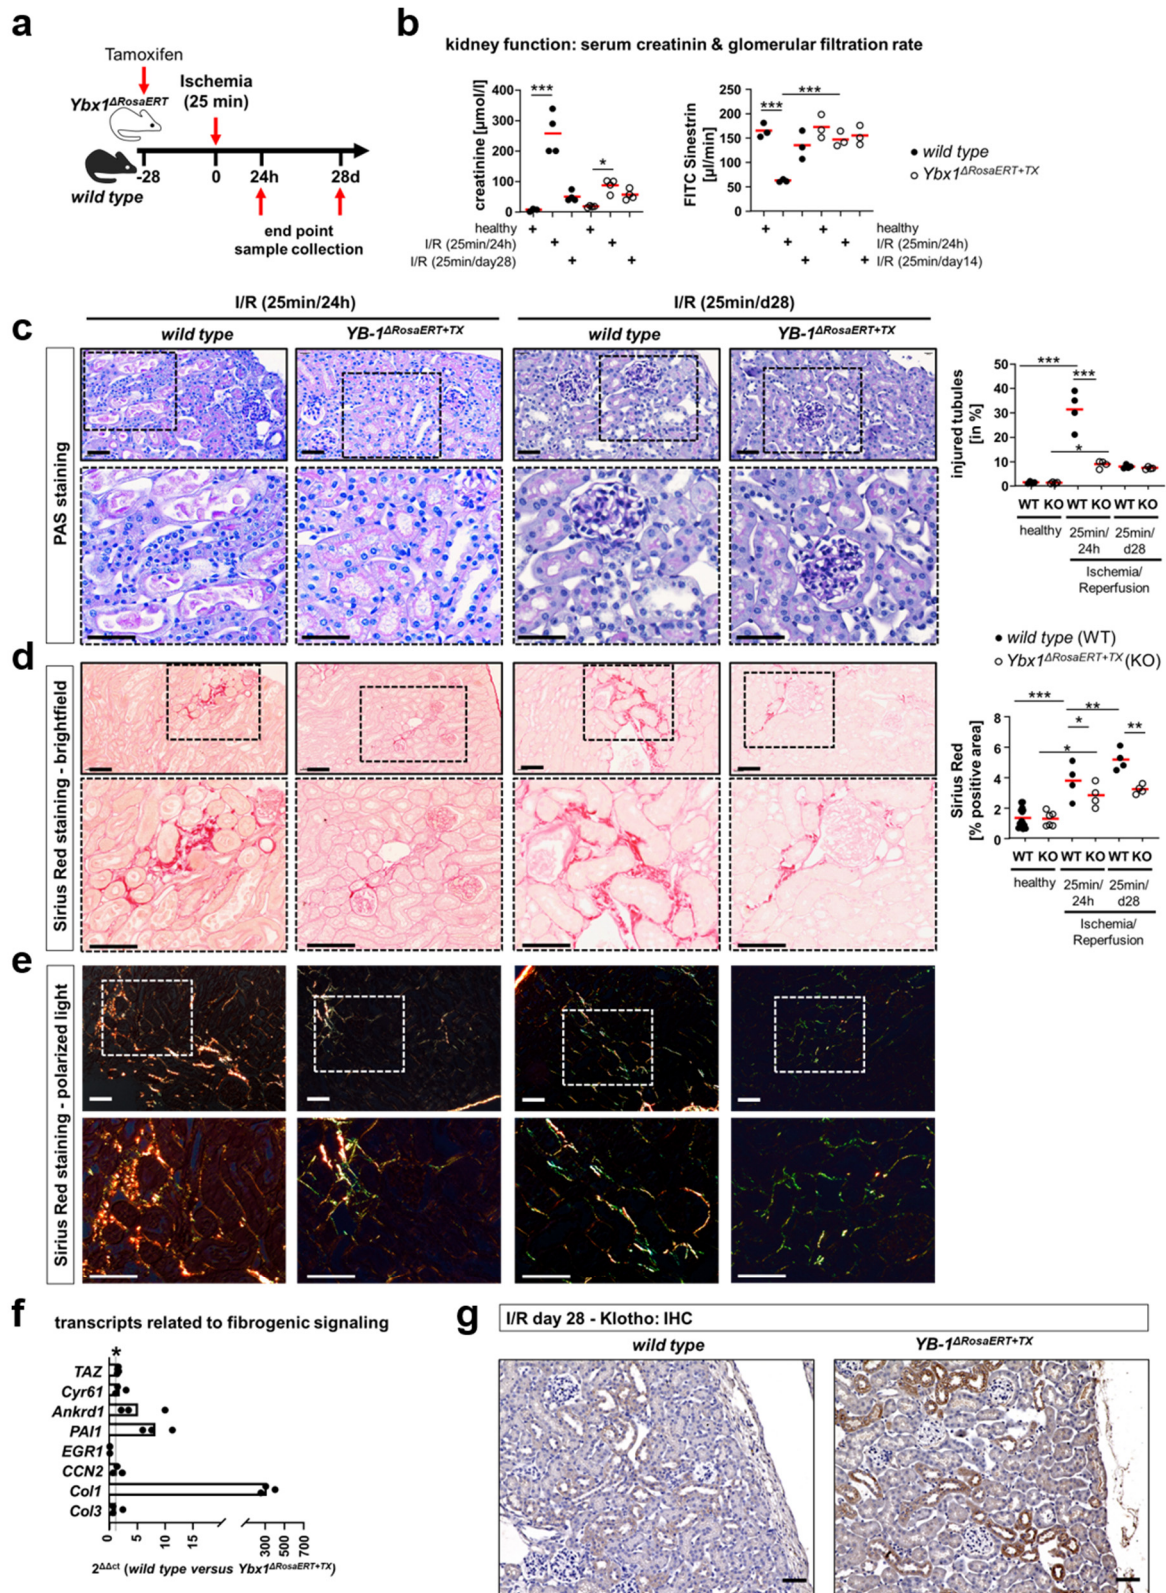 a
Tamoxifen
Ybx1ΔRosaERT
Ischemia
(25 min)
wild type
-28
0
24h
28d
end point
sample collection
b
kidney function: serum creatinin & glomerular filtration rate
creatinine [µmol/l]
400
300
200
100
0
***
*
healthy
I/R (25min/24h)
I/R (25min/day28)
+
+
+
+
+
+
FITC Sinestrin
[µl/min]
250
200
150
100
50
0
***
***
+
+
+
+
+
+
healthy
I/R (25min/24h)
I/R (25min/day14)
wild type
Ybx1ΔRosaERT+TX
I/R (25min/24h)
I/R (25min/d28)
c
wild type
YB-1ΔRosaERT+TX
wild type
YB-1ΔRosaERT+TX
PAS staining
injured tubules
[in %]
50
40
30
20
10
0
***
***
*
WT KO WT KO WT KO
healthy
25min/
24h
25min/
d28
Ischemia/
Reperfusion
wild type (WT)
Ybx1ΔRosaERT+TX (KO)
d
Sirius Red staining - brightfield
Sirius Red
[% positive area]
8
6
4
2
0
***
**
*
**
*
WT KO WT KO WT KO
healthy
25min/
24h
25min/
d28
Ischemia/
Reperfusion
e
Sirius Red staining - polarized light
f
transcripts related to fibrogenic signaling
*
TAZ
Cyr61
Ankrd1
PAI1
EGR1
CCN2
Col1
Col3
0
5
15
300
500
700
2ΔΔct (wild type versus Ybx1ΔRosaERT+TX)
g
I/R day 28 - Klotho: IHC
wild type
YB-1ΔRosaERT+TX